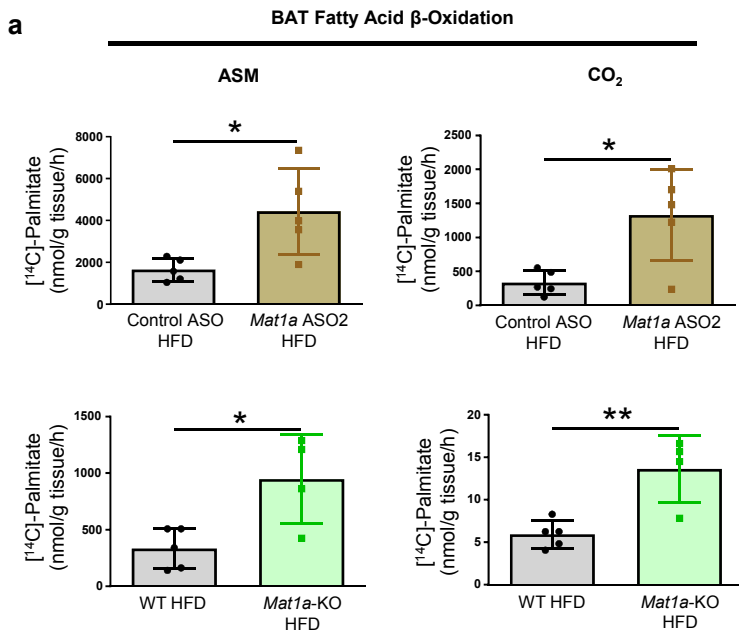 a
BAT Fatty Acid β-Oxidation
ASM
[¹⁴C]-Palmitate
(nmol/g tissue/h)
8000
6000
4000
2000
0
*
Control ASO
HFD
Mat1a ASO2
HFD
CO₂
[¹⁴C]-Palmitate
(nmol/g tissue/h)
2500
2000
1500
1000
500
0
*
Control ASO
HFD
Mat1a ASO2
HFD
[¹⁴C]-Palmitate
(nmol/g tissue/h)
1500
1000
500
0
*
WT HFD
Mat1a-KO
HFD
[¹⁴C]-Palmitate
(nmol/g tissue/h)
20
15
10
5
0
**
WT HFD
Mat1a-KO
HFD